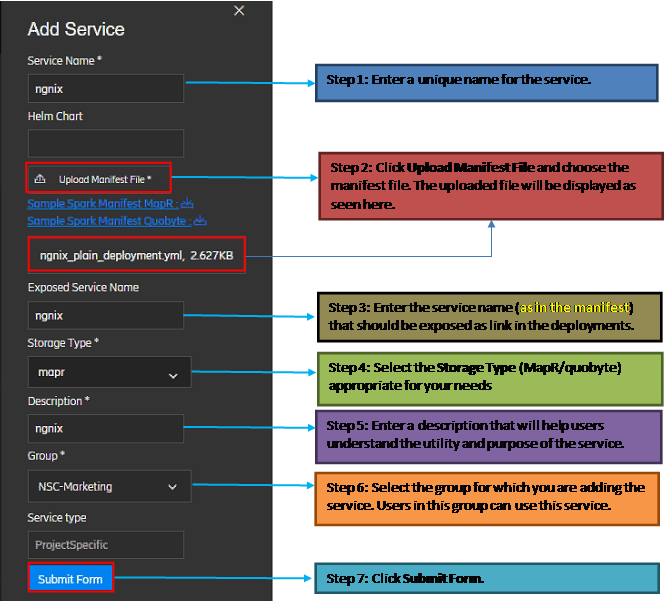 Add Service
Service Name *
ngnix
Step 1: Enter a unique name for the service.
Helm Chart
Upload Manifest File *
Step 2: Click Upload Manifest File and choose the
manifest file. The uploaded file will be displayed as
seen here.
Sample Spark Manifest MapR :
Sample Spark Manifest Quobyte :
ngnix_plain_deployment.yml, 2.627KB
Exposed Service Name
ngnix
Step 3: Enter the service name (as in the manifest)
that should be exposed as link in the deployments.
Storage Type *
mapr
Step 4: Select the Storage Type (MapR/quobyte)
appropriate for your needs
Description *
ngnix
Step 5: Enter a description that will help users
understand the utility and purpose of the service.
Group *
NSC-Marketing
Step 6: Select the group for which you are adding the
service. Users in this group can use this service.
Service type
ProjectSpecific
Submit Form
Step 7: Click Submit Form.